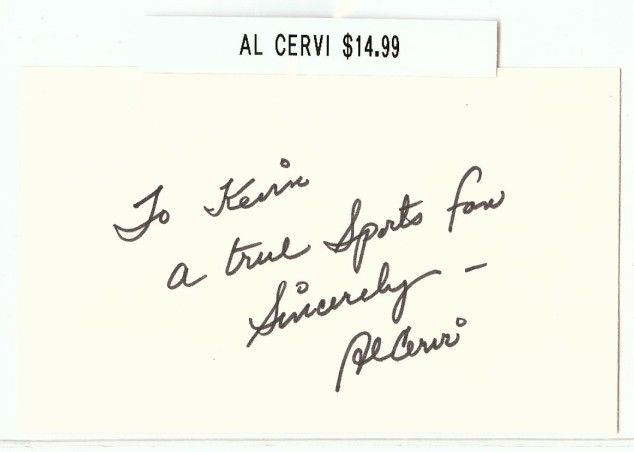 AL CERVI $14.99
To Kevin
a true Sports fan
Sincerely –
Al Cervi